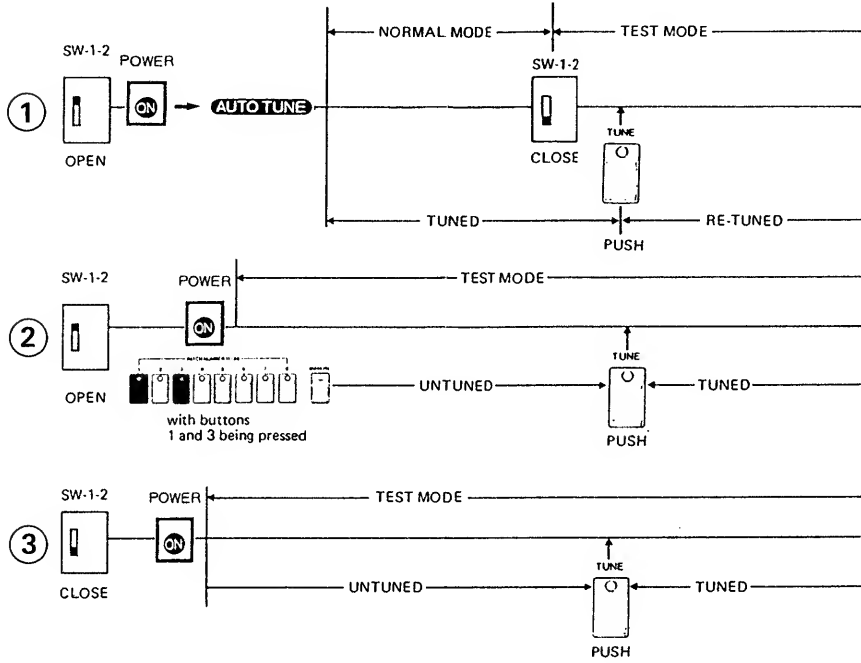 NORMAL MODE
TEST MODE
SW-1-2
POWER
SW-1-2
1
ON
AUTO TUNE
TUNE
OPEN
CLOSE
TUNED
RE-TUNED
PUSH
SW-1-2
POWER
TEST MODE
2
ON
TUNE
OPEN
UNTUNED
TUNED
with buttons
1 and 3 being pressed
PUSH
SW-1-2
POWER
TEST MODE
3
ON
TUNE
CLOSE
UNTUNED
TUNED
PUSH